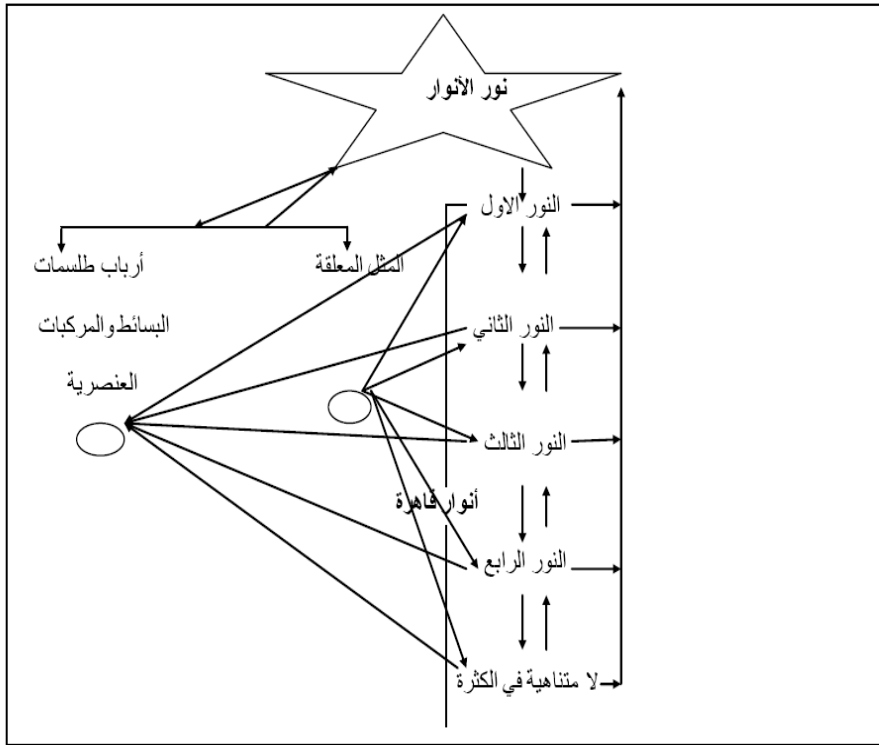 نور الأنوار
النور الاول
المثل المعلقة
أرباب طلسمات
البسائط والمركبات
العنصرية
النور الثاني
النور الثالث
أنوار قاهرة
النور الرابع
لا متناهية في الكثرة